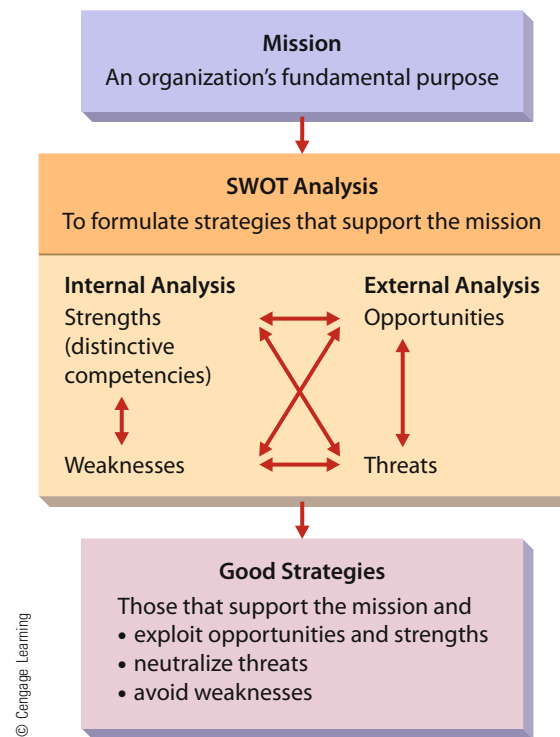 Mission
An organization's fundamental purpose
SWOT Analysis
To formulate strategies that support the mission
Internal Analysis
Strengths
(distinctive
competencies)
Weaknesses
External Analysis
Opportunities
Threats
Good Strategies
Those that support the mission and
• exploit opportunities and strengths
• neutralize threats
• avoid weaknesses
© Cengage Learning